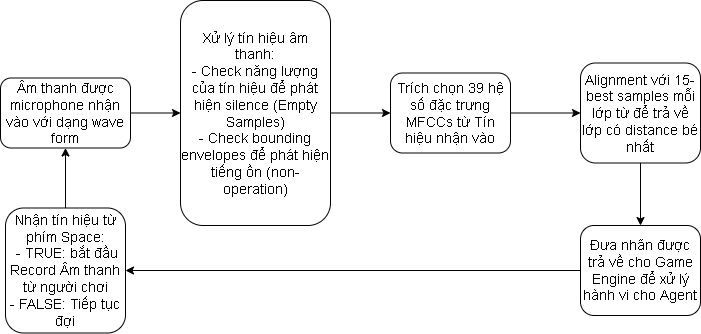 Âm thanh được
microphone nhận
vào với dạng wave
form
Xử lý tín hiệu âm
thanh:
- Check năng lượng
của tín hiệu để phát
hiện silence (Empty
Samples)
- Check bounding
envelopes để phát hiện
tiếng ồn (non-
operation)
Trích chọn 39 hệ
số đặc trưng
MFCCs từ Tín
hiệu nhận vào
Alignment với 15-
best samples mỗi
lớp từ để trả về
lớp có distance bé
nhất
Đưa nhãn được
trả về cho Game
Engine để xử lý
hành vi cho Agent
Nhận tín hiệu từ
phím Space:
- TRUE: bắt đầu
Record Âm thanh
từ người chơi
- FALSE: Tiếp tục
đợi